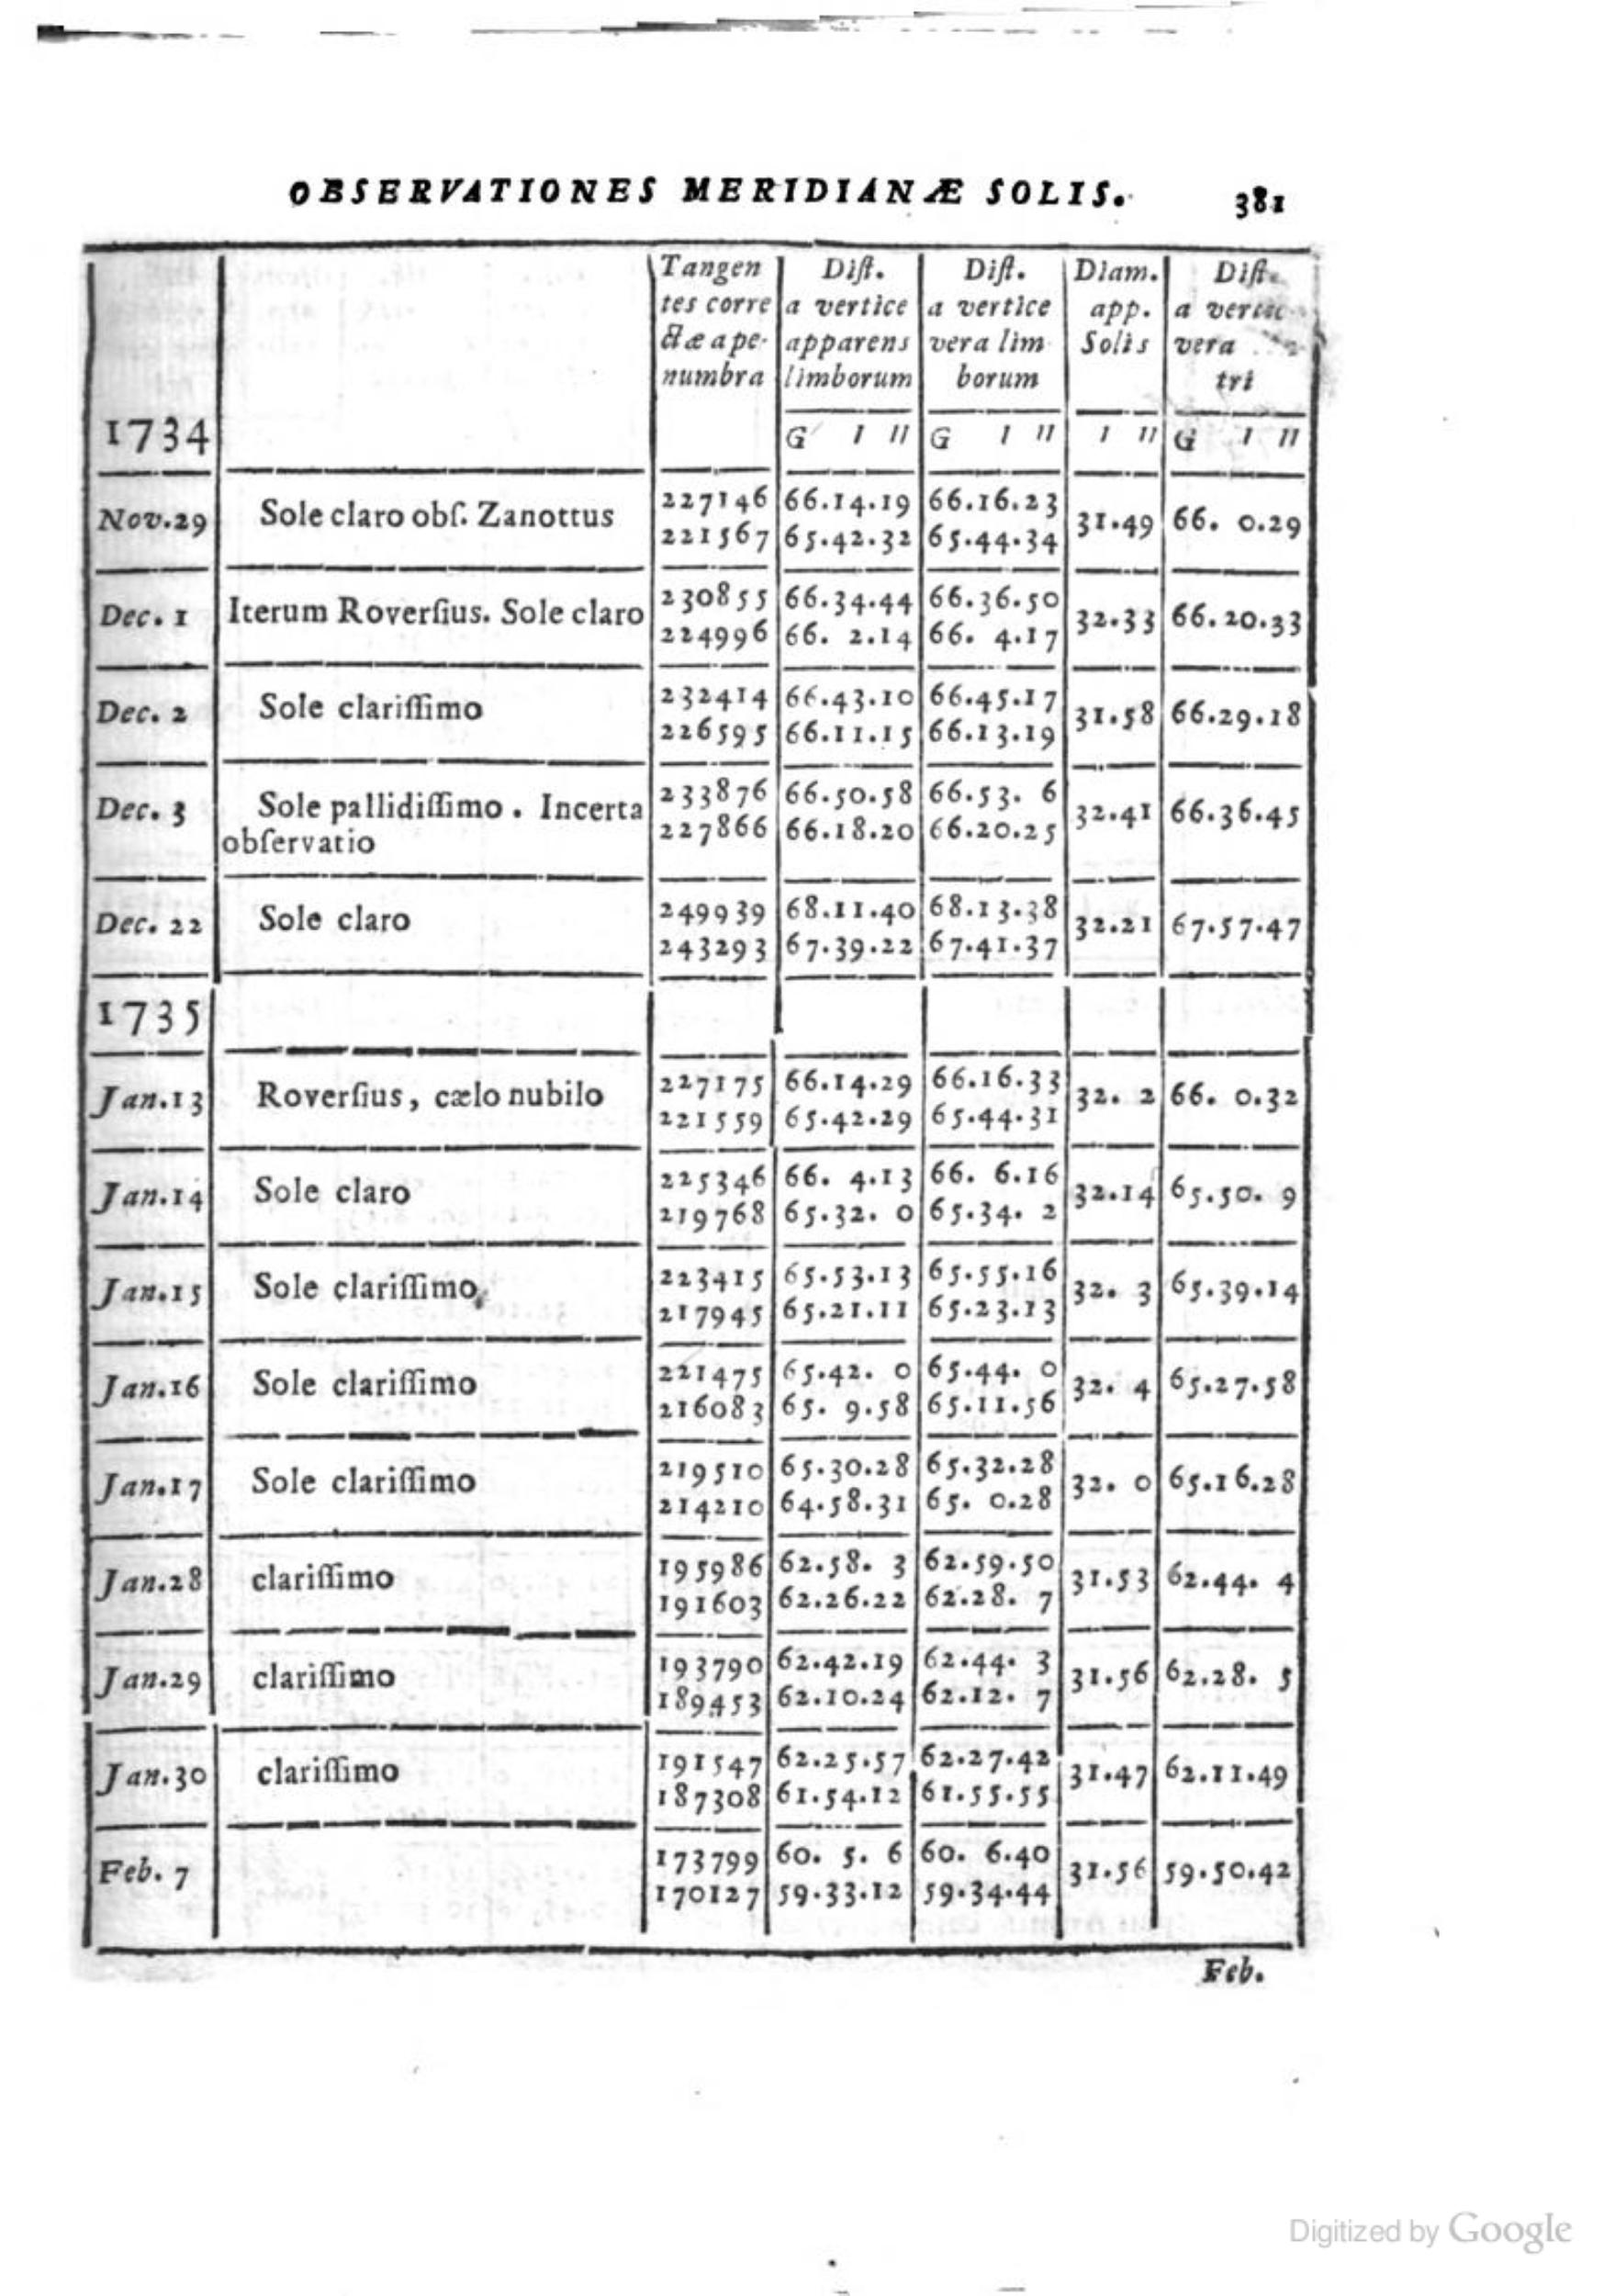 OBSERVATIONES MERIDIANÆ SOLIS. 381
Tangen Diſt. Diſt. Diam. Diſt.
tes corre a vertice a vertice app. a vertic
ctæ a pe- apparens vera lim Solis vera
numbra limborum borum tri
1734 G I II G I II I II G I II
227146 66.14.19 66.16.23
Nov.29 Sole claro obſ. Zanottus 31.49 66. 0.29
221567 65.42.32 65.44.34
230855 66.34.44 66.36.50
Dec. 1 Iterum Roverſius. Sole claro 32.33 66.20.33
224996 66. 2.14 66. 4.17
232414 66.43.10 66.45.17
Dec. 2 Sole clariſſimo 31.58 66.29.18
226595 66.11.15 66.13.19
233876 66.50.58 66.53. 6
Dec. 3 Sole pallidiſſimo . Incerta 32.41 66.36.45
obſervatio 227866 66.18.20 66.20.25
249939 68.11.40 68.13.38
Dec. 22 Sole claro 32.21 67.57.47
243293 67.39.22 67.41.37
1735
227175 66.14.29 66.16.33
Jan.13 Roverſius, cælo nubilo 32. 2 66. 0.32
221559 65.42.29 65.44.31
225346 66. 4.13 66. 6.16
Jan.14 Sole claro 32.14 65.50. 9
219768 65.32. 0 65.34. 2
223415 65.53.13 65.55.16
Jan.15 Sole clariſſimo 32. 3 65.39.14
217945 65.21.11 65.23.13
221475 65.42. 0 65.44. 0
Jan.16 Sole clariſſimo 32. 4 65.27.58
216083 65. 9.58 65.11.56
219510 65.30.28 65.32.28
Jan.17 Sole clariſſimo 32. 0 65.16.28
214210 64.58.31 65. 0.28
195986 62.58. 3 62.59.50
Jan.28 clariſſimo 31.53 62.44. 4
191603 62.26.22 62.28. 7
193790 62.42.19 62.44. 3
Jan.29 clariſſimo 31.56 62.28. 5
189453 62.10.24 62.12. 7
191547 62.25.57 62.27.42
Jan.30 clariſſimo 31.47 62.11.49
187308 61.54.12 61.55.55
173799 60. 5. 6 60. 6.40
Feb. 7 31.56 59.50.42
170127 59.33.12 59.34.44
Feb.
Digitized by Google